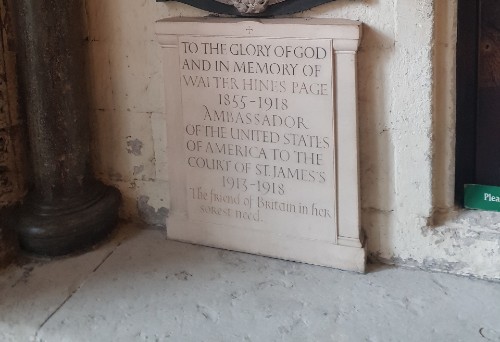 TO THE GLORY OF GOD
AND IN MEMORY OF
WALTER HINES PAGE
1855-1918
AMBASSADOR
OF THE UNITED STATES
OF AMERICA TO THE
COURT OF ST. JAMES'S
1913-1918
The friend of Britain in her
sorest need.
Plea